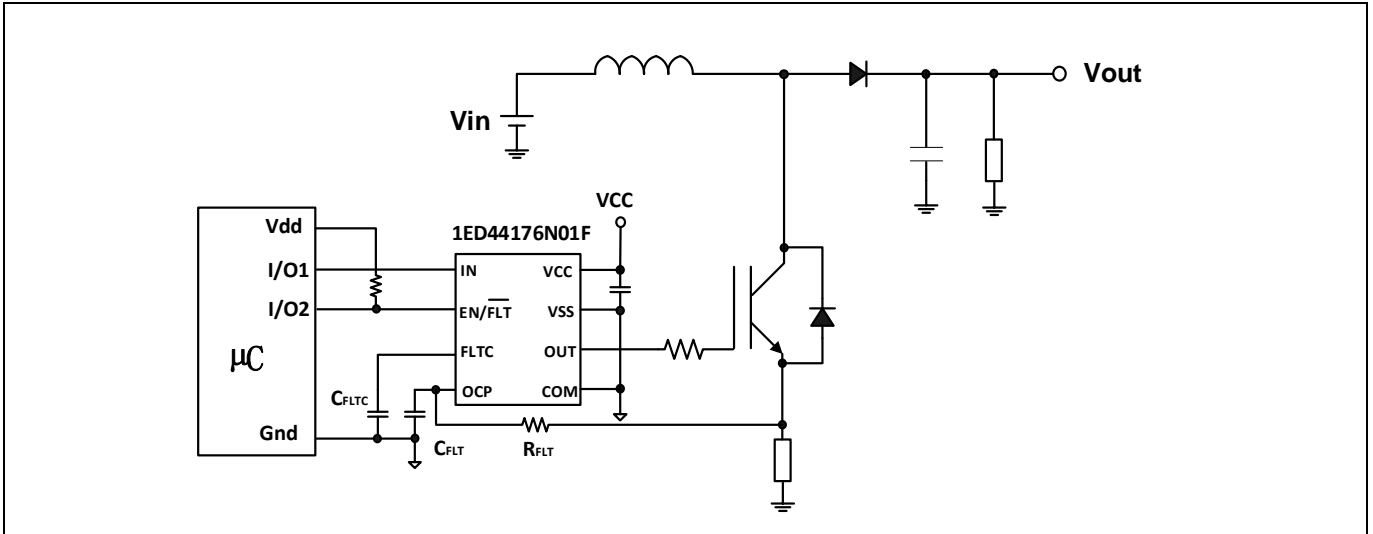 Vout
Vin
VCC
1ED44176N01F
Vdd
I/O1
I/O2
µC
Gnd
IN
EN/FLT
FLTC
OCP
VCC
VSS
OUT
COM
CFLTC
CFLT
RFLT